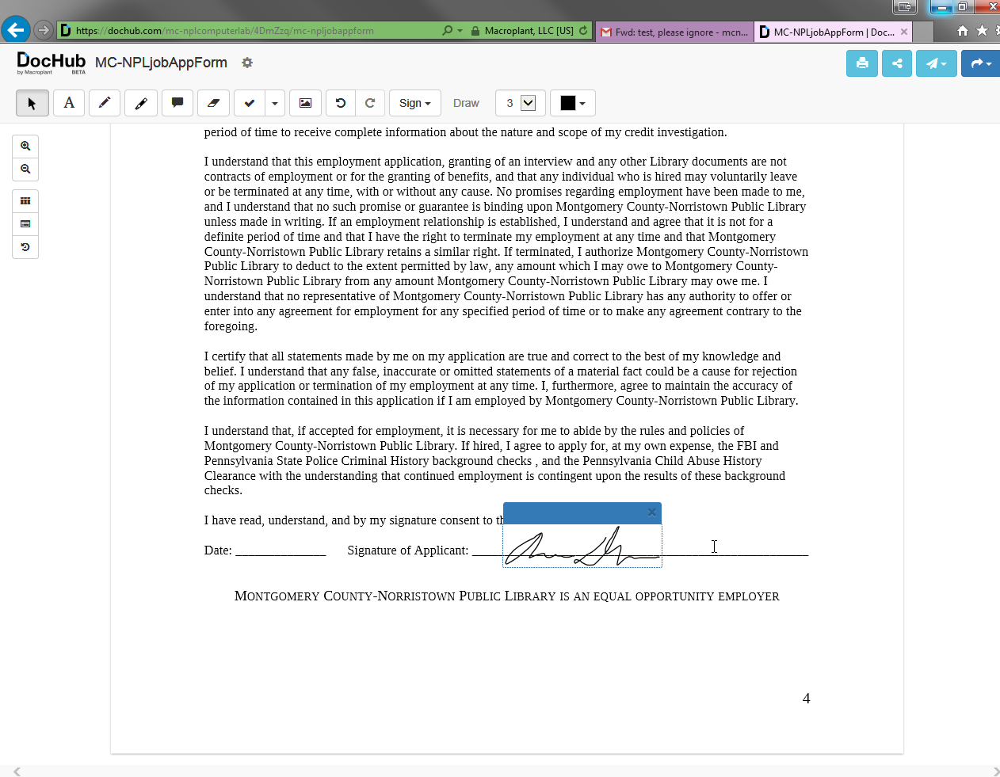 https://dochub.com/mc-nplcomputerlab/4DmZzq/mc-npljobappform
Macroplant, LLC [US]
Fwd: test, please ignore - mcn...
MC-NPLjobAppForm | Doc...
DocHub
by Macroplant BETA
MC-NPLjobAppForm
A
Sign
Draw
3
period of time to receive complete information about the nature and scope of my credit investigation.
I understand that this employment application, granting of an interview and any other Library documents are not
contracts of employment or for the granting of benefits, and that any individual who is hired may voluntarily leave
or be terminated at any time, with or without any cause. No promises regarding employment have been made to me,
and I understand that no such promise or guarantee is binding upon Montgomery County-Norristown Public Library
unless made in writing. If an employment relationship is established, I understand and agree that it is not for a
definite period of time and that I have the right to terminate my employment at any time and that Montgomery
County-Norristown Public Library retains a similar right. If terminated, I authorize Montgomery County-Norristown
Public Library to deduct to the extent permitted by law, any amount which I may owe to Montgomery County-
Norristown Public Library from any amount Montgomery County-Norristown Public Library may owe me. I
understand that no representative of Montgomery County-Norristown Public Library has any authority to offer or
enter into any agreement for employment for any specified period of time or to make any agreement contrary to the
foregoing.
I certify that all statements made by me on my application are true and correct to the best of my knowledge and
belief. I understand that any false, inaccurate or omitted statements of a material fact could be a cause for rejection
of my application or termination of my employment at any time. I, furthermore, agree to maintain the accuracy of
the information contained in this application if I am employed by Montgomery County-Norristown Public Library.
I understand that, if accepted for employment, it is necessary for me to abide by the rules and policies of
Montgomery County-Norristown Public Library. If hired, I agree to apply for, at my own expense, the FBI and
Pennsylvania State Police Criminal History background checks , and the Pennsylvania Child Abuse History
Clearance with the understanding that continued employment is contingent upon the results of these background
checks.
I have read, understand, and by my signature consent to
Date: ______________ Signature of Applicant: ____________________________________________________
MONTGOMERY COUNTY-NORRISTOWN PUBLIC LIBRARY IS AN EQUAL OPPORTUNITY EMPLOYER
4